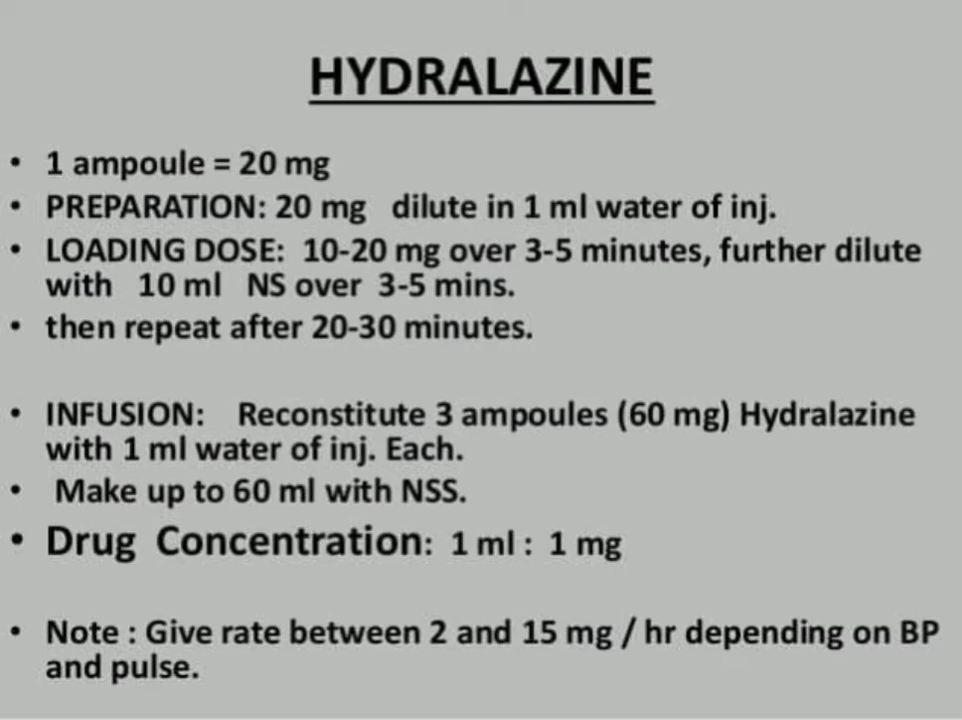 HYDRALAZINE
• 1 ampoule = 20 mg
• PREPARATION: 20 mg dilute in 1 ml water of inj.
• LOADING DOSE: 10-20 mg over 3-5 minutes, further dilute
with 10 ml NS over 3-5 mins.
• then repeat after 20-30 minutes.
• INFUSION: Reconstitute 3 ampoules (60 mg) Hydralazine
with 1 ml water of inj. Each.
• Make up to 60 ml with NSS.
• Drug Concentration: 1 ml : 1 mg
• Note : Give rate between 2 and 15 mg / hr depending on BP
and pulse.